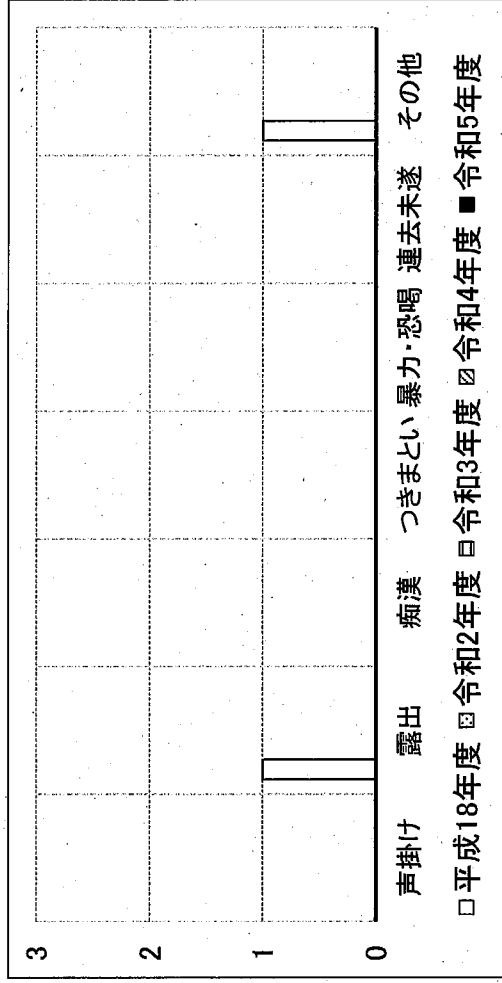 3
2
1
0
声掛け 露出 痴漢 つきまとい 暴力・恐喝 連去未遂 その他
□平成18年度 ⊠令和2年度 □令和3年度 ⊘令和4年度 ■令和5年度